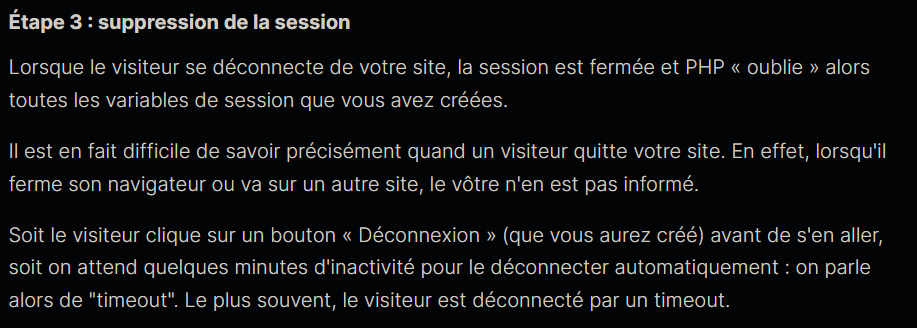 Étape 3 : suppression de la session
Lorsque le visiteur se déconnecte de votre site, la session est fermée et PHP « oublie » alors
toutes les variables de session que vous avez créées.
Il est en fait difficile de savoir précisément quand un visiteur quitte votre site. En effet, lorsqu'il
ferme son navigateur ou va sur un autre site, le vôtre n'en est pas informé.
Soit le visiteur clique sur un bouton « Déconnexion » (que vous aurez créé) avant de s'en aller,
soit on attend quelques minutes d'inactivité pour le déconnecter automatiquement : on parle
alors de "timeout". Le plus souvent, le visiteur est déconnecté par un timeout.